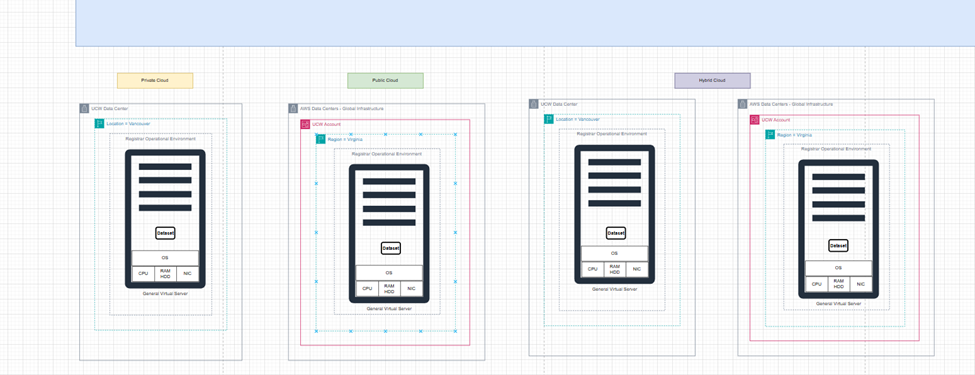 Private Cloud
Public Cloud
Hybrid Cloud
UCW Data Center
Location = Vancouver
Registrar Operational Environment
Dataset
OS
CPU
RAM
HDD
NIC
General Virtual Server
AWS Data Centers - Global Infrastructure
UCW Account
Region = Virginia
Registrar Operational Environment
Dataset
OS
CPU
RAM
HDD
NIC
General Virtual Server
UCW Data Center
Location = Vancouver
Registrar Operational Environment
Dataset
OS
CPU
RAM
HDD
NIC
General Virtual Server
AWS Data Centers - Global Infrastructure
UCW Account
Region = Virginia
Registrar Operational Environment
Dataset
OS
CPU
RAM
HDD
NIC
General Virtual Server